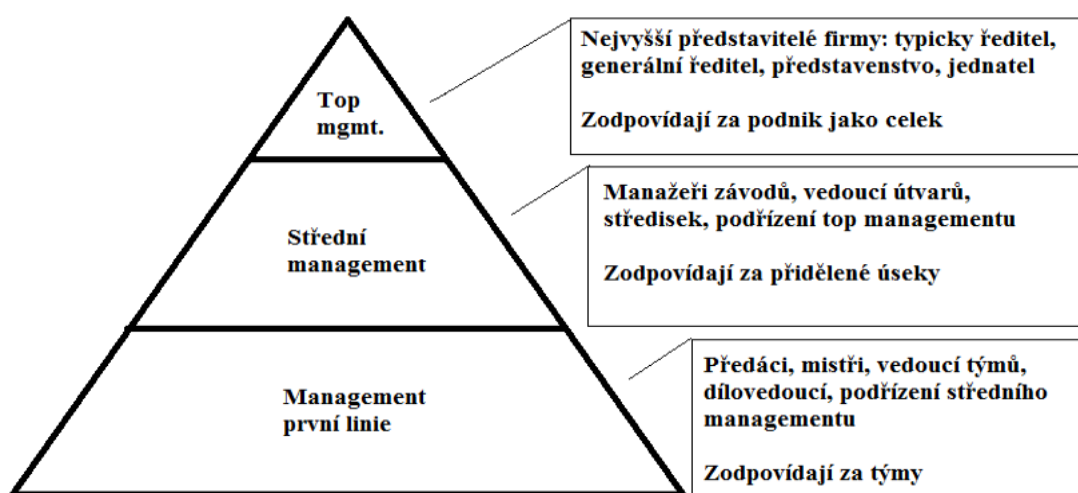 Top
mgmt.
Nejvyšší představitelé firmy: typicky ředitel,
generální ředitel, představenstvo, jednatel
Zodpovídají za podnik jako celek
Střední
management
Manažeři závodů, vedoucí útvarů,
středisek, podřízení top managementu
Zodpovídají za přidělené úseky
Management
první linie
Předáci, mistři, vedoucí týmů,
dílovedoucí, podřízení středního
managementu
Zodpovídají za týmy